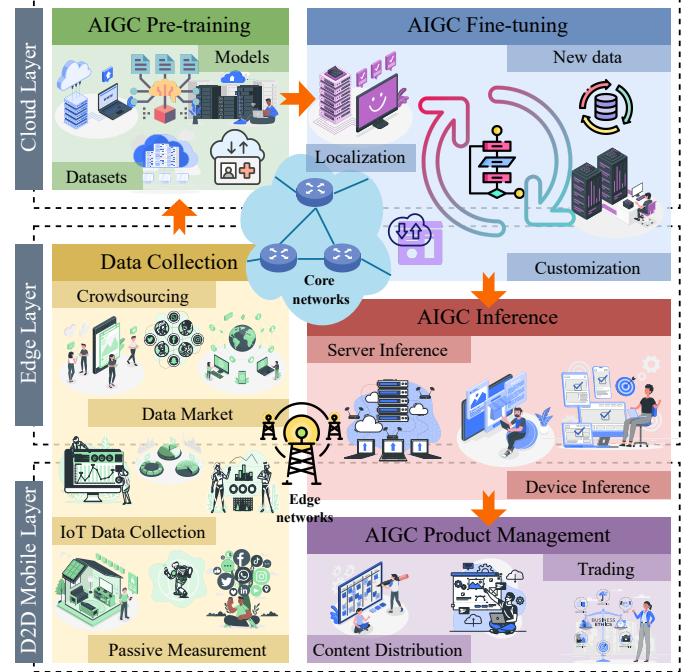 Cloud Layer
AIGC Pre-training
Models
Datasets
AIGC Fine-tuning
New data
Localization
Customization
Core
networks
Edge Layer
Data Collection
Crowdsourcing
Data Market
AIGC Inference
Server Inference
Device Inference
Edge
networks
D2D Mobile Layer
IoT Data Collection
Passive Measurement
AIGC Product Management
Trading
Content Distribution
BUSINESS
ETHICS